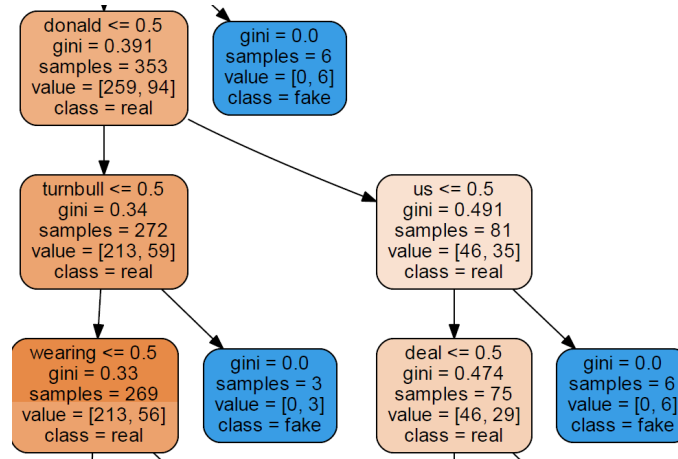 donald <= 0.5
gini = 0.391
samples = 353
value = [259, 94]
class = real
gini = 0.0
samples = 6
value = [0, 6]
class = fake
turnbull <= 0.5
gini = 0.34
samples = 272
value = [213, 59]
class = real
us <= 0.5
gini = 0.491
samples = 81
value = [46, 35]
class = real
wearing <= 0.5
gini = 0.33
samples = 269
value = [213, 56]
class = real
gini = 0.0
samples = 3
value = [0, 3]
class = fake
deal <= 0.5
gini = 0.474
samples = 75
value = [46, 29]
class = real
gini = 0.0
samples = 6
value = [0, 6]
class = fake